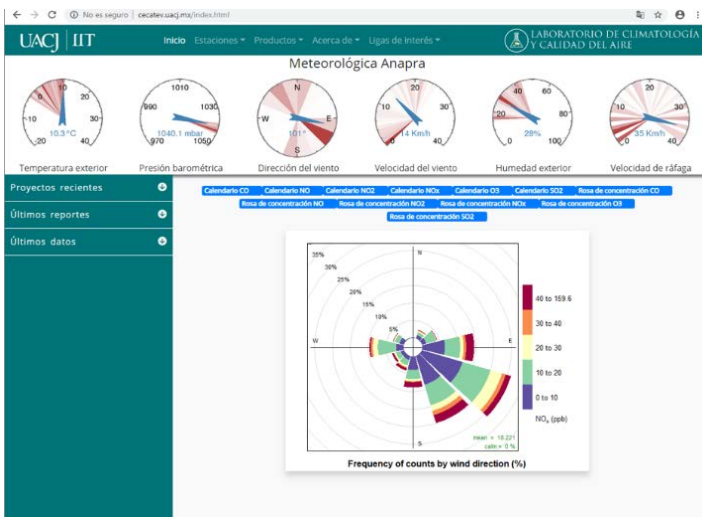 No es seguro | cecatev.uacj.mx/index.html
UACJ | IIT
Inicio Estaciones Productos Acerca de Ligas de Interés
LABORATORIO DE CLIMATOLOGÍA
Y CALIDAD DEL AIRE
Meteorológica Anapra
-20 -10 0 10 20 30 40
10.3°C
970 990 1010 1030 1050
1040.1 mbar
N E S W
101°
0 10 20 30 40
14 Km/h
0 20 40 60 80 100
28%
0 10 20 30 40
35 Km/h
Temperatura exterior
Presión barométrica
Dirección del viento
Velocidad del viento
Humedad exterior
Velocidad de ráfaga
Proyectos recientes
Últimos reportes
Últimos datos
Calendario CO Calendario NO Calendario NO2 Calendario NOx Calendario O3 Calendario SO2 Rosa de concentración CO
Rosa de concentración NO Rosa de concentración NO2 Rosa de concentración NOx Rosa de concentración O3
Rosa de concentración SO2
35%
30%
25%
20%
15%
10%
5%
N
W
E
S
40 to 159.6
30 to 40
20 to 30
10 to 20
0 to 10
NOx (ppb)
mean = 18.221
calm = 0 %
Frequency of counts by wind direction (%)